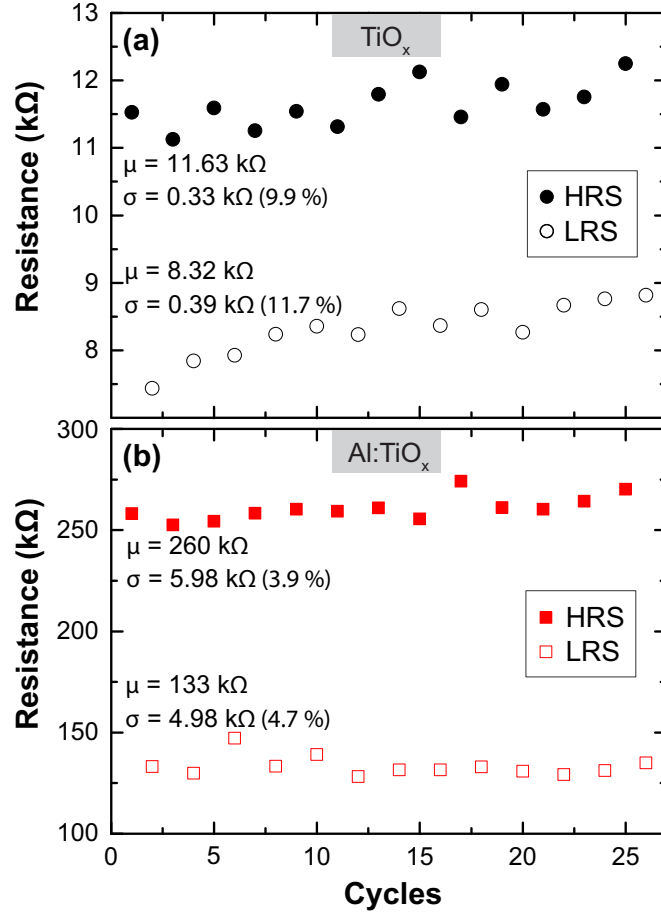 13
(a)
TiOₓ
12
11
μ = 11.63 kΩ
σ = 0.33 kΩ (9.9 %)
10
HRS
LRS
9
μ = 8.32 kΩ
σ = 0.39 kΩ (11.7 %)
8
Resistance (kΩ)
300
(b)
Al:TiOₓ
250
μ = 260 kΩ
σ = 5.98 kΩ (3.9 %)
200
HRS
LRS
μ = 133 kΩ
σ = 4.98 kΩ (4.7 %)
150
100
Resistance (kΩ)
0 5 10 15 20 25
Cycles